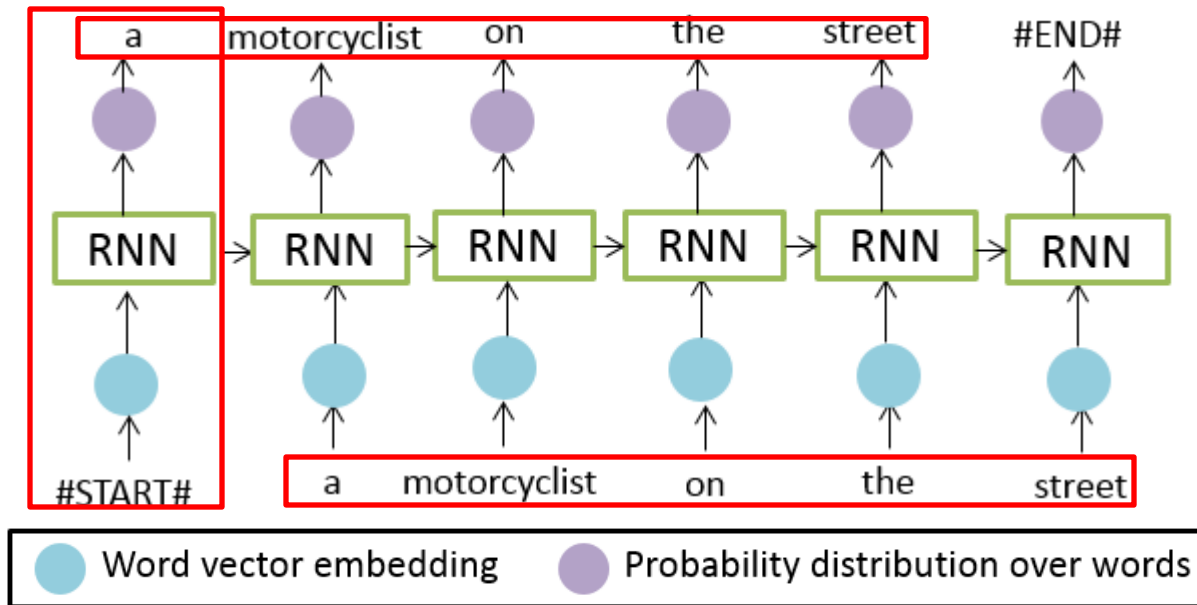 a motorcyclist on the street #END#
RNN RNN RNN RNN RNN RNN
#START# a motorcyclist on the street
Word vector embedding Probability distribution over words